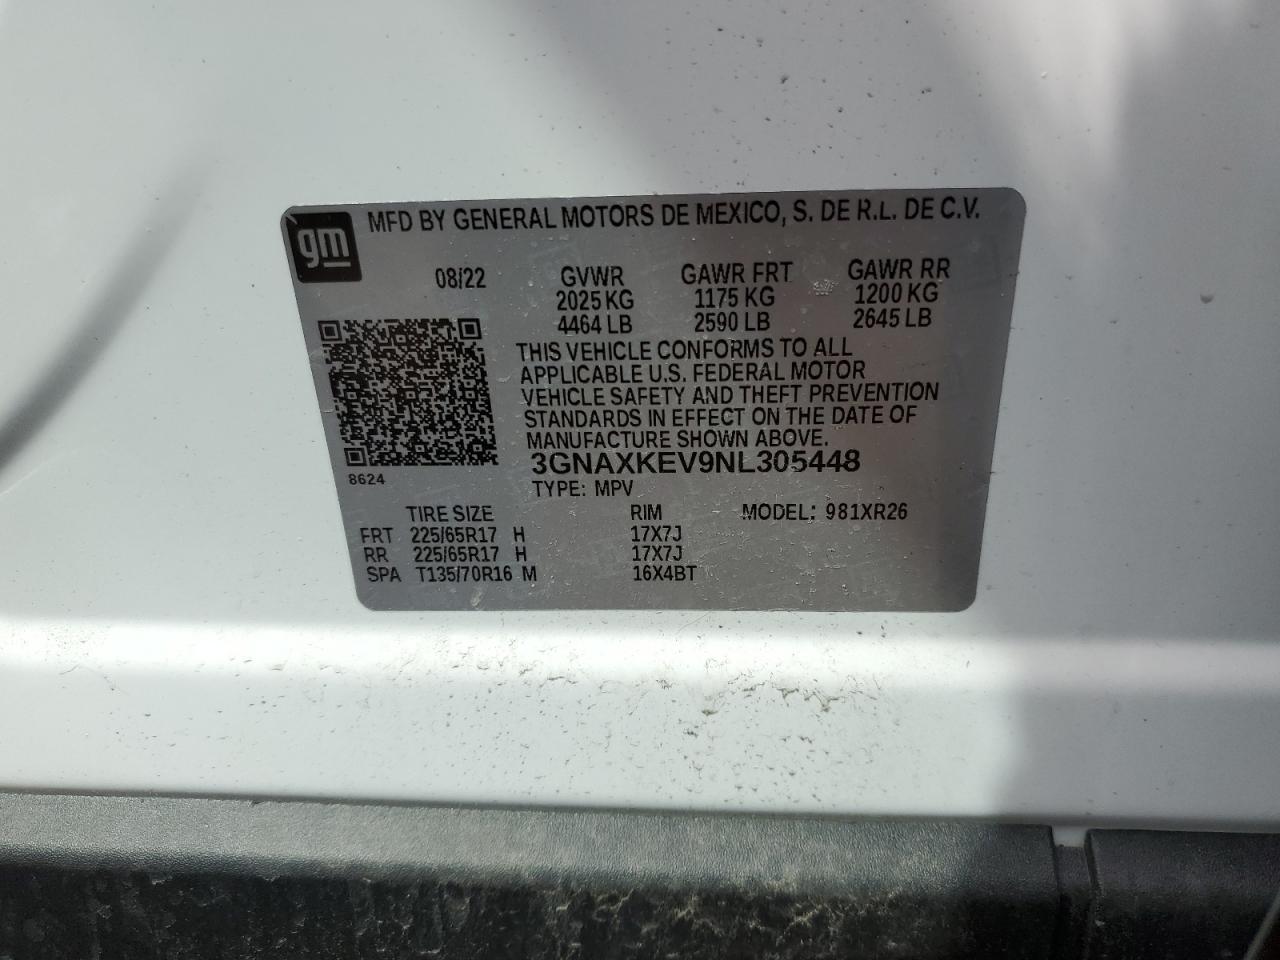 gm
MFD BY GENERAL MOTORS DE MEXICO, S. DE R.L. DE C.V.
08/22 GVWR GAWR FRT GAWR RR
2025 KG 1175 KG 1200 KG
4464 LB 2590 LB 2645 LB
THIS VEHICLE CONFORMS TO ALL
APPLICABLE U.S. FEDERAL MOTOR
VEHICLE SAFETY AND THEFT PREVENTION
STANDARDS IN EFFECT ON THE DATE OF
MANUFACTURE SHOWN ABOVE.
8624
3GNAXKEV9NL305448
TYPE: MPV
TIRE SIZE RIM MODEL: 981XR26
FRT 225/65R17 H 17X7J
RR 225/65R17 H 17X7J
SPA T135/70R16 M 16X4BT